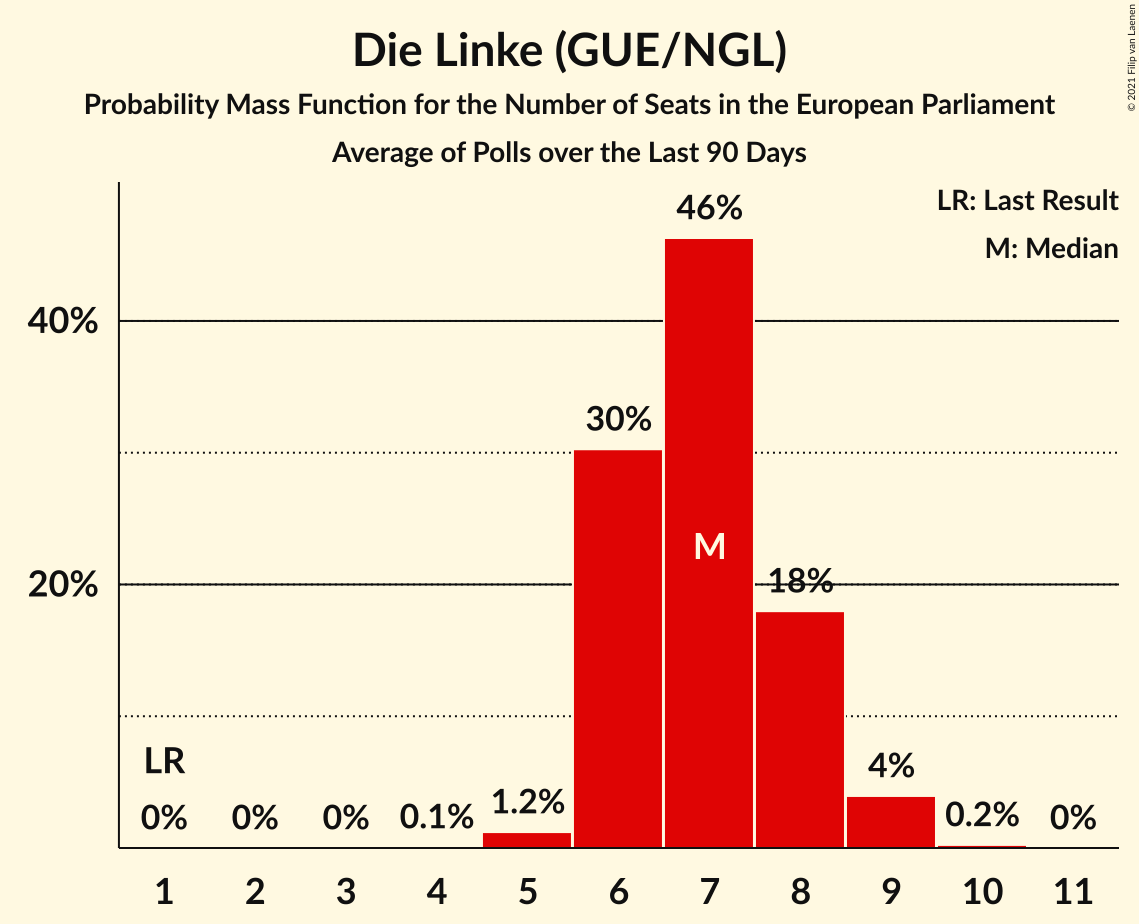 Die Linke (GUE/NGL)
Probability Mass Function for the Number of Seats in the European Parliament
Average of Polls over the Last 90 Days
© 2021 Filip van Laenen
LR: Last Result
M: Median
46%
40%
30%
M
20%
18%
LR
0%
0%
0%
0.1%
1.2%
4%
0.2%
0%
1 2 3 4 5 6 7 8 9 10 11